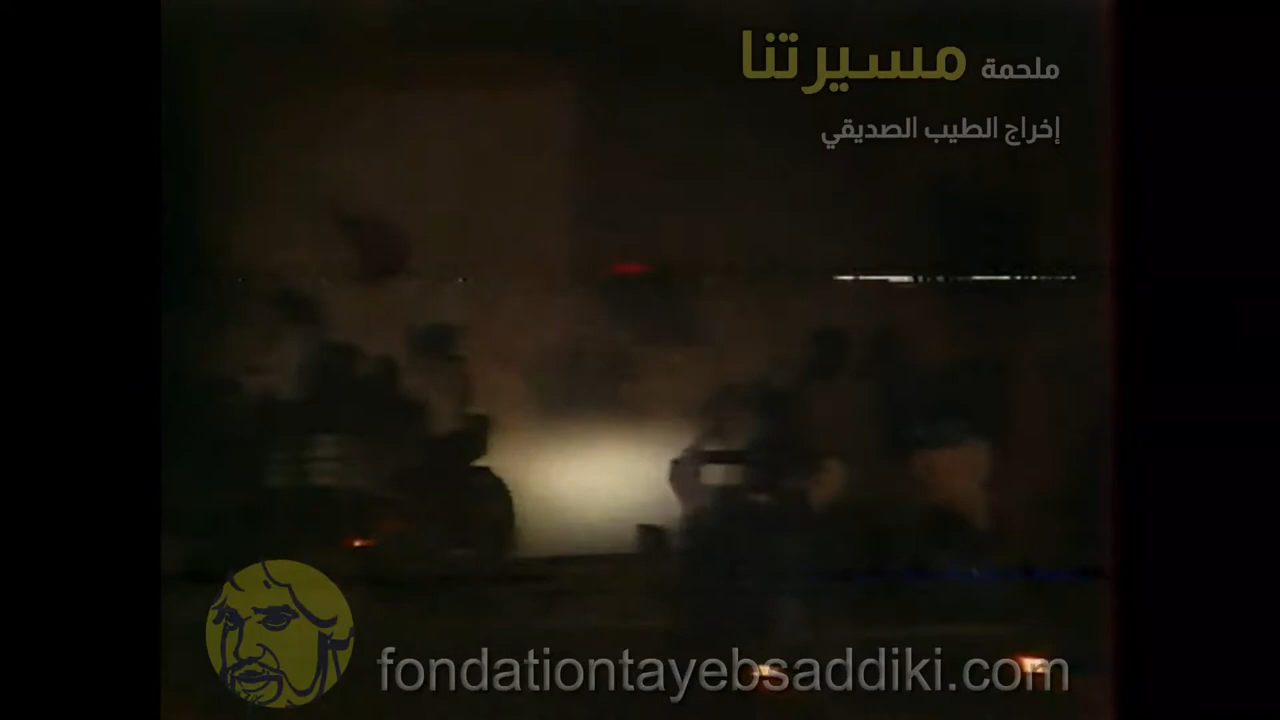 ملحمة مسيرتنا
إخراج الطيب الصديقي
fondationtayebsaddiki.com